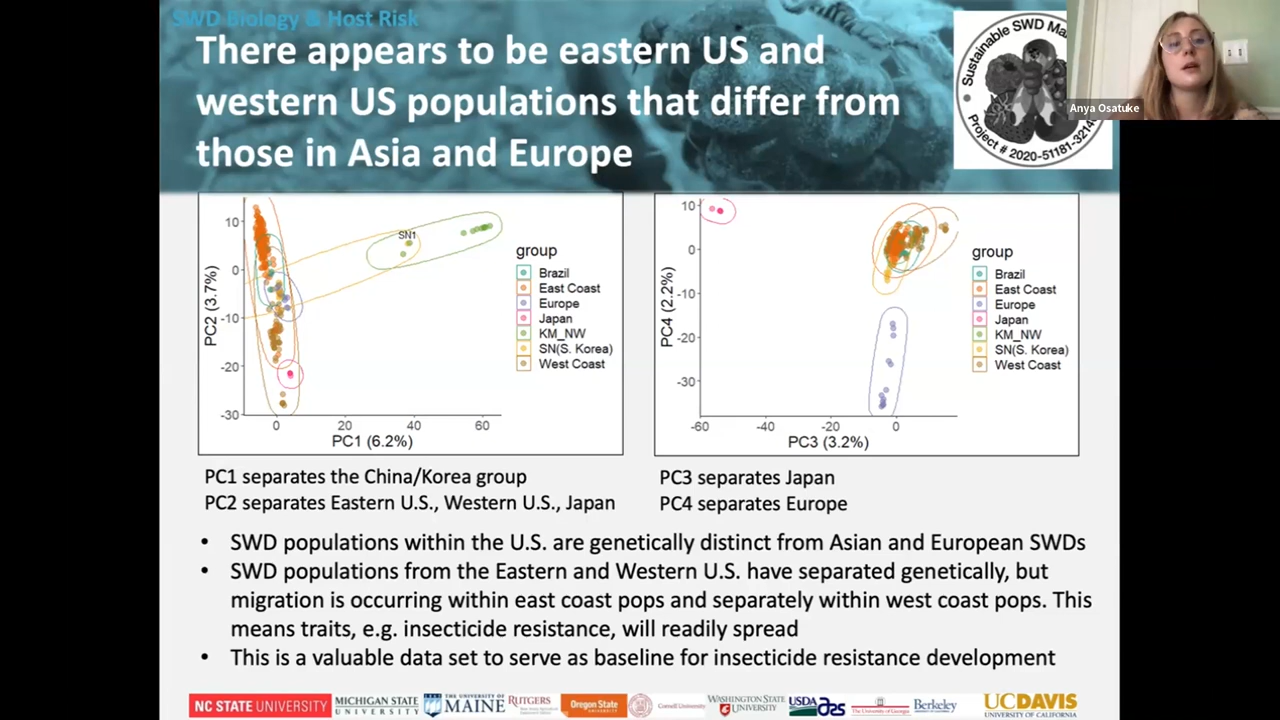 SWD Biology & Host Risk
There appears to be eastern US and
western US populations that differ from
those in Asia and Europe
Sustainable SWD Ma
Project # 2020-51181-3214
Anya Osatuke
10
0
-10
-20
-30
PC2 (3.7%)
SN1
0
20
40
60
PC1 (6.2%)
group
Brazil
East Coast
Europe
Japan
KM_NW
SN(S. Korea)
West Coast
10
0
-10
-20
-30
PC4 (2.2%)
-60
-40
-20
0
PC3 (3.2%)
group
Brazil
East Coast
Europe
Japan
KM_NW
SN(S. Korea)
West Coast
PC1 separates the China/Korea group
PC2 separates Eastern U.S., Western U.S., Japan
PC3 separates Japan
PC4 separates Europe
• SWD populations within the U.S. are genetically distinct from Asian and European SWDs
• SWD populations from the Eastern and Western U.S. have separated genetically, but
migration is occurring within east coast pops and separately within west coast pops. This
means traits, e.g. insecticide resistance, will readily spread
• This is a valuable data set to serve as baseline for insecticide resistance development
NC STATE UNIVERSITY
MICHIGAN STATE
UNIVERSITY
THE UNIVERSITY OF
MAINE
RUTGERS
Oregon State
Cornell University
WASHINGTON STATE
UNIVERSITY
USDA
The University of Georgia
Berkeley
UCDAVIS
UNIVERSITY OF CALIFORNIA